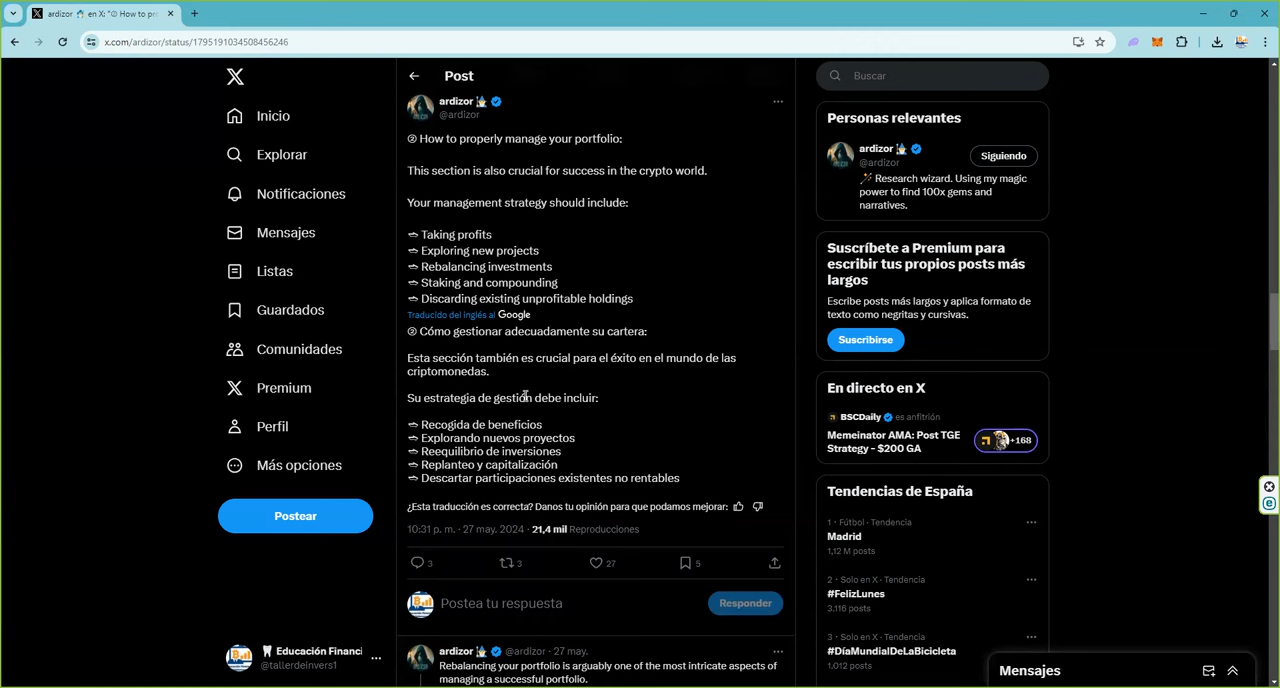 ardizor en X: "② How to pro
x.com/ardizor/status/1795191034508456246
Inicio
Explorar
Notificaciones
Mensajes
Listas
Guardados
Comunidades
Premium
Perfil
Más opciones
Postear
Educación Financi
@tallerdeinvers1
Post
ardizor
@ardizor
② How to properly manage your portfolio:
This section is also crucial for success in the crypto world.
Your management strategy should include:
➬ Taking profits
➬ Exploring new projects
➬ Rebalancing investments
➬ Staking and compounding
➬ Discarding existing unprofitable holdings
Traducido del inglés al Google
② Cómo gestionar adecuadamente su cartera:
Esta sección también es crucial para el éxito en el mundo de las
criptomonedas.
Su estrategia de gestión debe incluir:
➬ Recogida de beneficios
➬ Explorando nuevos proyectos
➬ Reequilibrio de inversiones
➬ Replanteo y capitalización
➬ Descartar participaciones existentes no rentables
¿Esta traducción es correcta? Danos tu opinión para que podamos mejorar:
10:31 p. m. · 27 may. 2024 · 21,4 mil Reproducciones
3
3
27
5
Postea tu respuesta
Responder
ardizor @ardizor · 27 may.
Rebalancing your portfolio is arguably one of the most intricate aspects of
managing a successful portfolio.
Buscar
Personas relevantes
ardizor
@ardizor
Siguiendo
Research wizard. Using my magic
power to find 100x gems and
narratives.
Suscríbete a Premium para
escribir tus propios posts más
largos
Escribe posts más largos y aplica formato de
texto como negritas y cursivas.
Suscribirse
En directo en X
BSCDaily es anfitrión
Memeinator AMA: Post TGE
Strategy - $200 GA
+168
Tendencias de España
1 · Fútbol · Tendencia
Madrid
1,12 M posts
2 · Solo en X · Tendencia
#FelizLunes
3.116 posts
3 · Solo en X · Tendencia
#DíaMundialDeLaBicicleta
1.012 posts
Mensajes